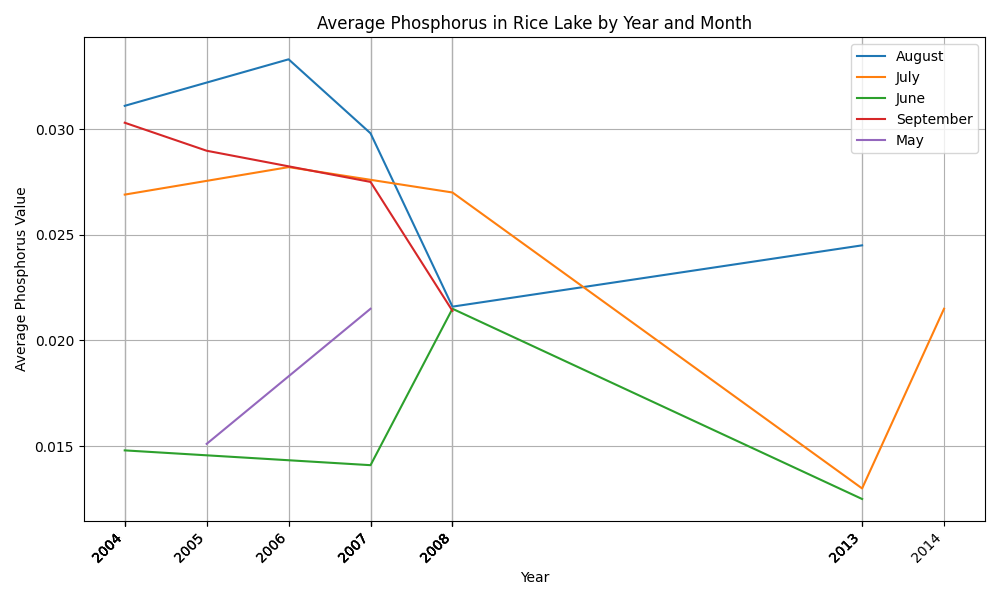 Average Phosphorus in Rice Lake by Year and Month
August
July
June
September
May
Average Phosphorus Value
0.030
0.025
0.020
0.015
2004
2005
2006
2007
2008
2013
2014
Year